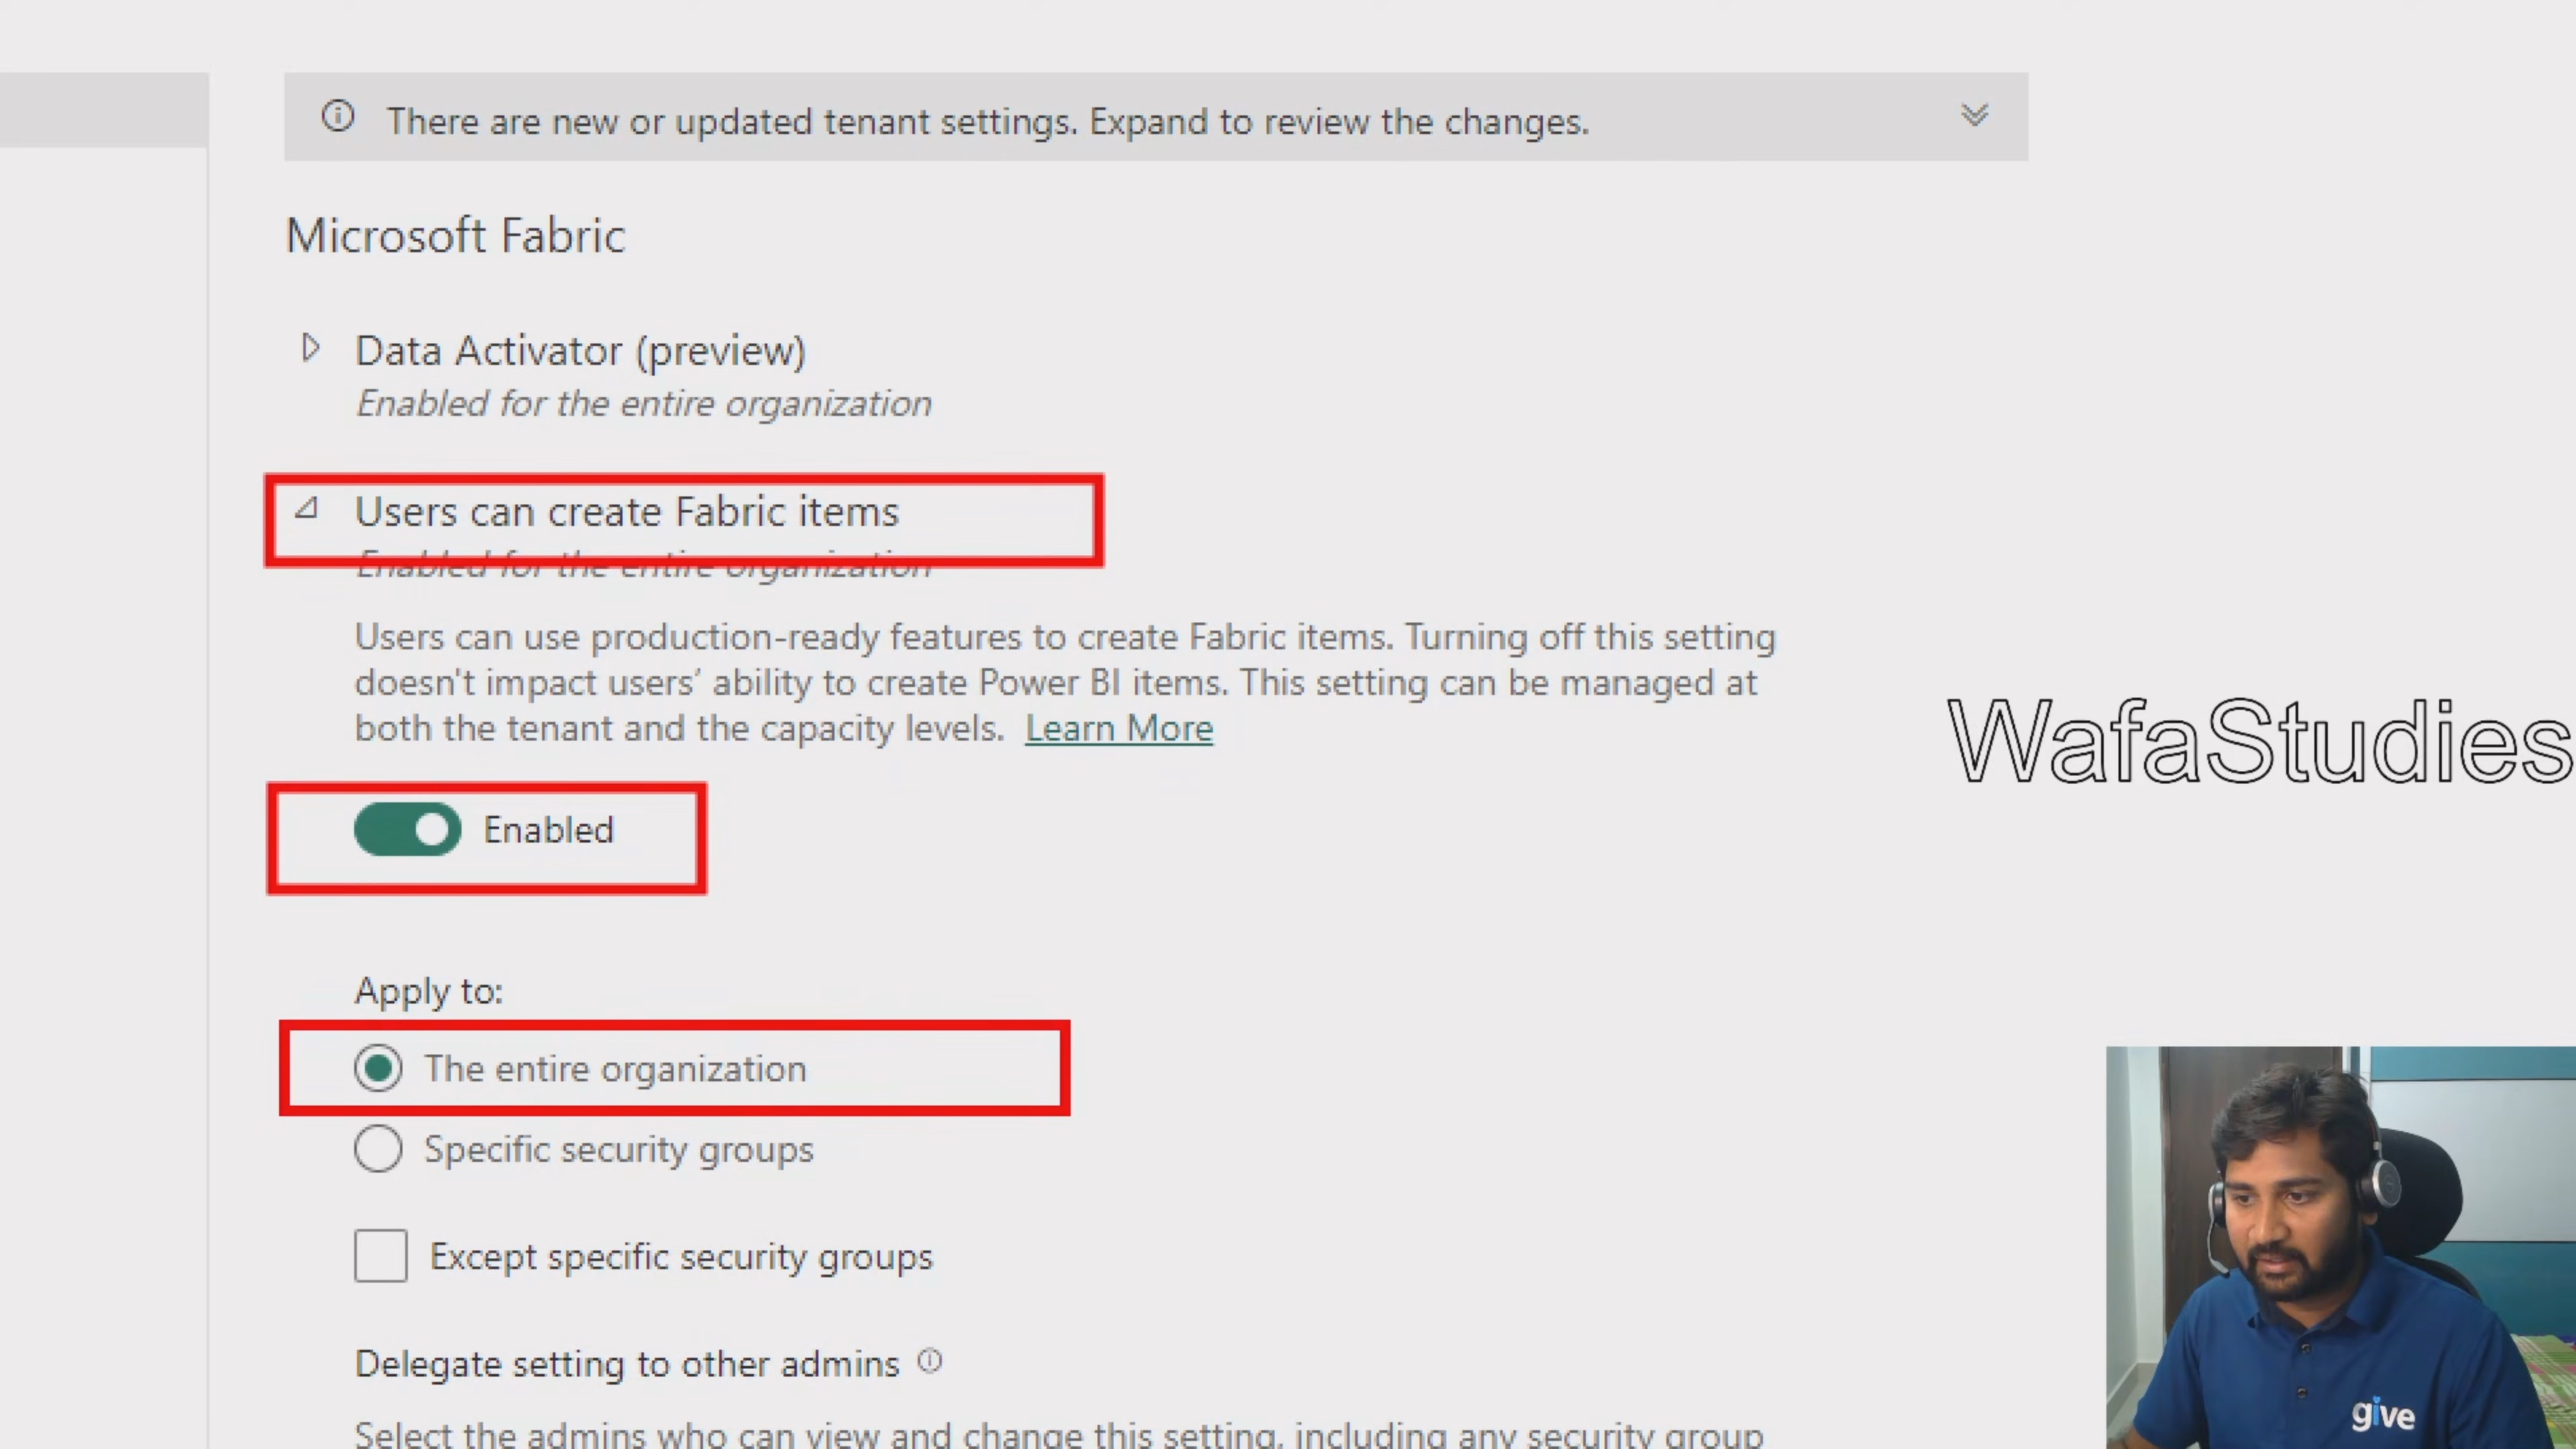 There are new or updated tenant settings. Expand to review the changes.
Microsoft Fabric
Data Activator (preview)
Enabled for the entire organization
Users can create Fabric items
Enabled for the entire organization
Users can use production-ready features to create Fabric items. Turning off this setting
doesn't impact users’ ability to create Power BI items. This setting can be managed at
both the tenant and the capacity levels. Learn More
WafaStudies
Enabled
Apply to:
The entire organization
Specific security groups
Except specific security groups
Delegate setting to other admins
Select the admins who can view and change this setting, including any security group
give